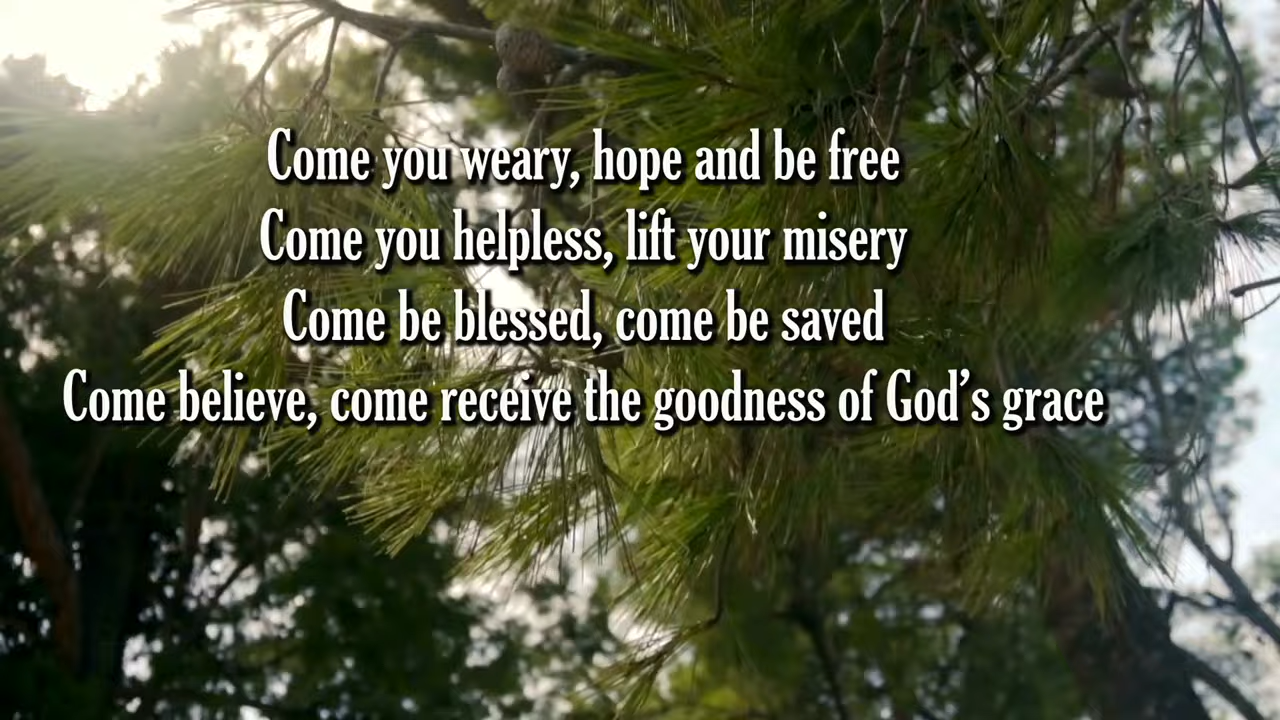 Come you weary, hope and be free
Come you helpless, lift your misery
Come be blessed, come be saved
Come believe, come receive the goodness of God’s grace